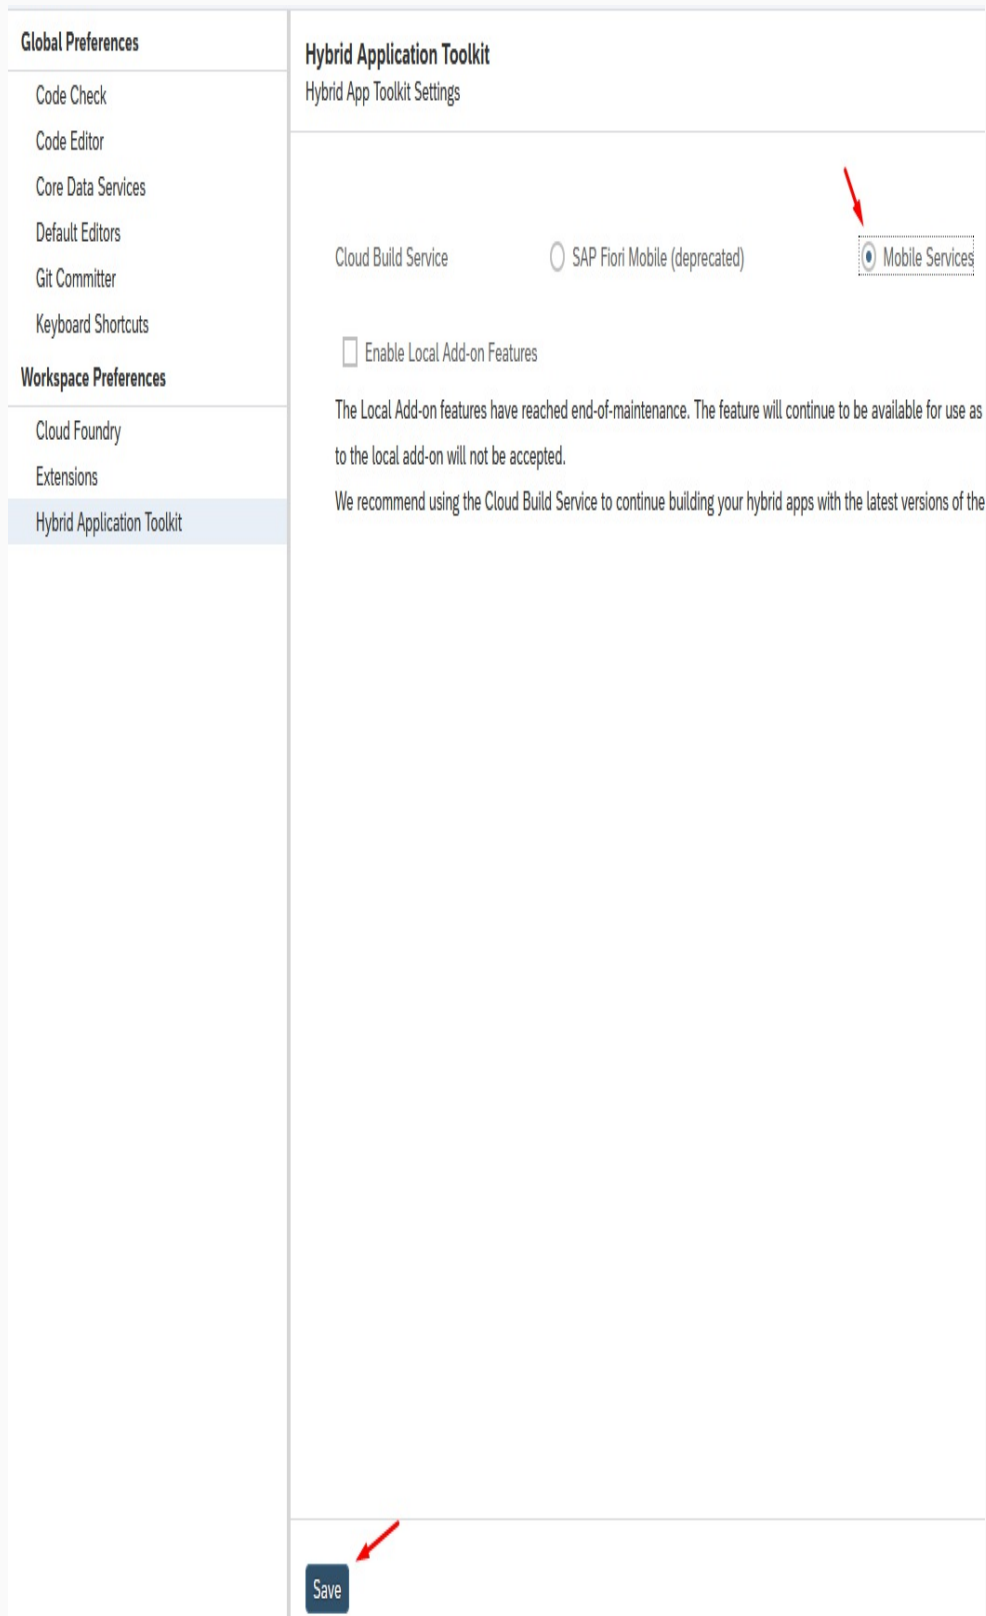 Global Preferences
Code Check
Code Editor
Core Data Services
Default Editors
Git Committer
Keyboard Shortcuts
Workspace Preferences
Cloud Foundry
Extensions
Hybrid Application Toolkit
Hybrid Application Toolkit
Hybrid App Toolkit Settings
Cloud Build Service SAP Fiori Mobile (deprecated) Mobile Services
Enable Local Add-on Features
The Local Add-on features have reached end-of-maintenance. The feature will continue to be available for use as
to the local add-on will not be accepted.
We recommend using the Cloud Build Service to continue building your hybrid apps with the latest versions of the
Save